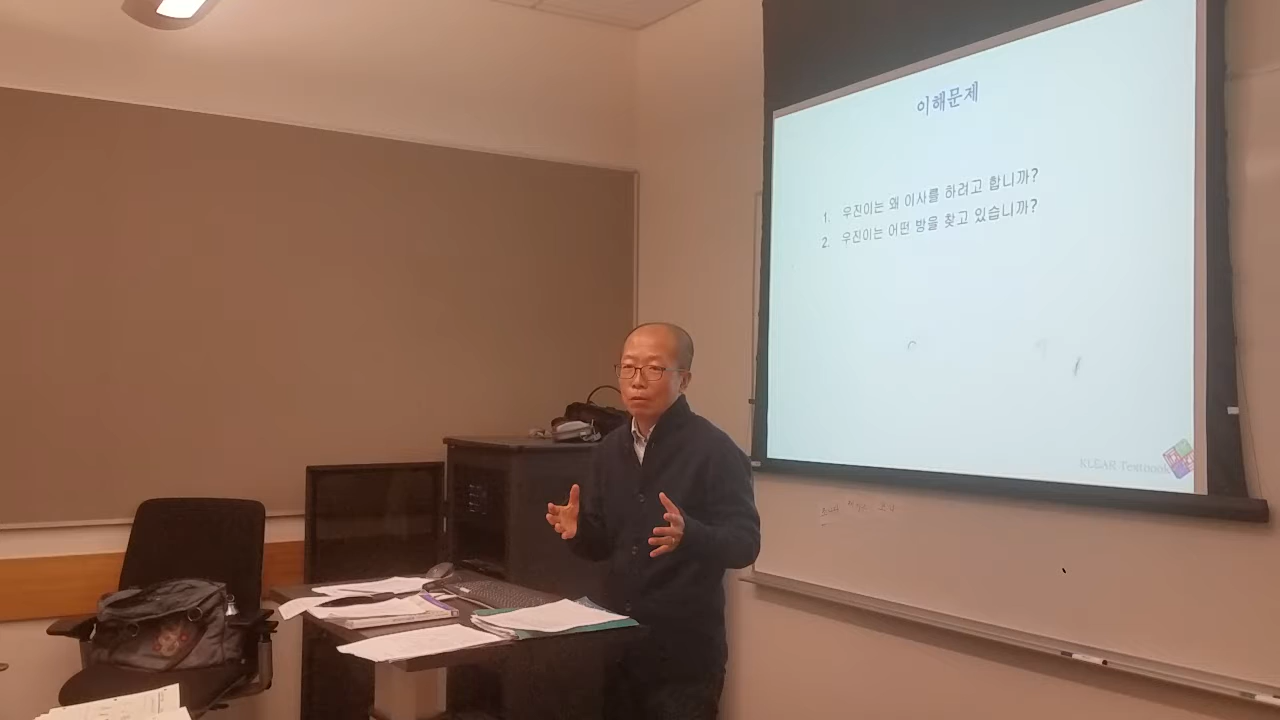 이해문제
1. 우진이는 왜 이사를 하려고 합니까?
2. 우진이는 어떤 방을 찾고 있습니까?
KLEAR Textbook